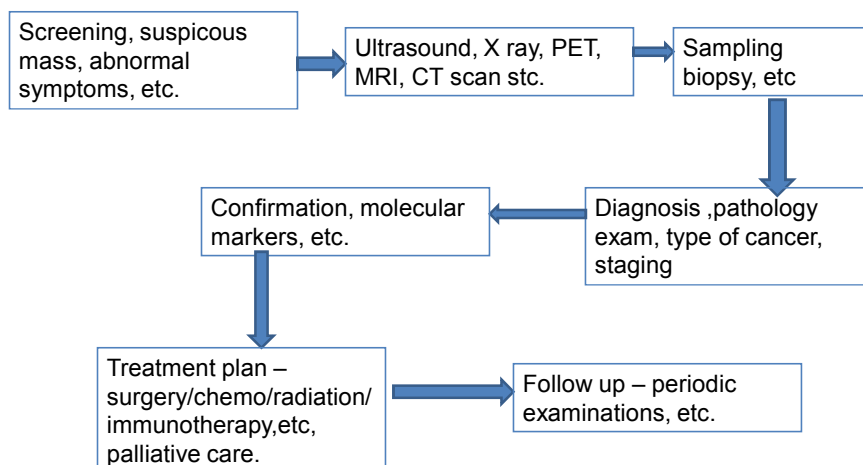 Screening, suspicous
mass, abnormal
symptoms, etc.
Ultrasound, X ray, PET,
MRI, CT scan stc.
Sampling
biopsy, etc
Diagnosis ,pathology
exam, type of cancer,
staging
Confirmation, molecular
markers, etc.
Treatment plan –
surgery/chemo/radiation/
immunotherapy,etc,
palliative care.
Follow up – periodic
examinations, etc.